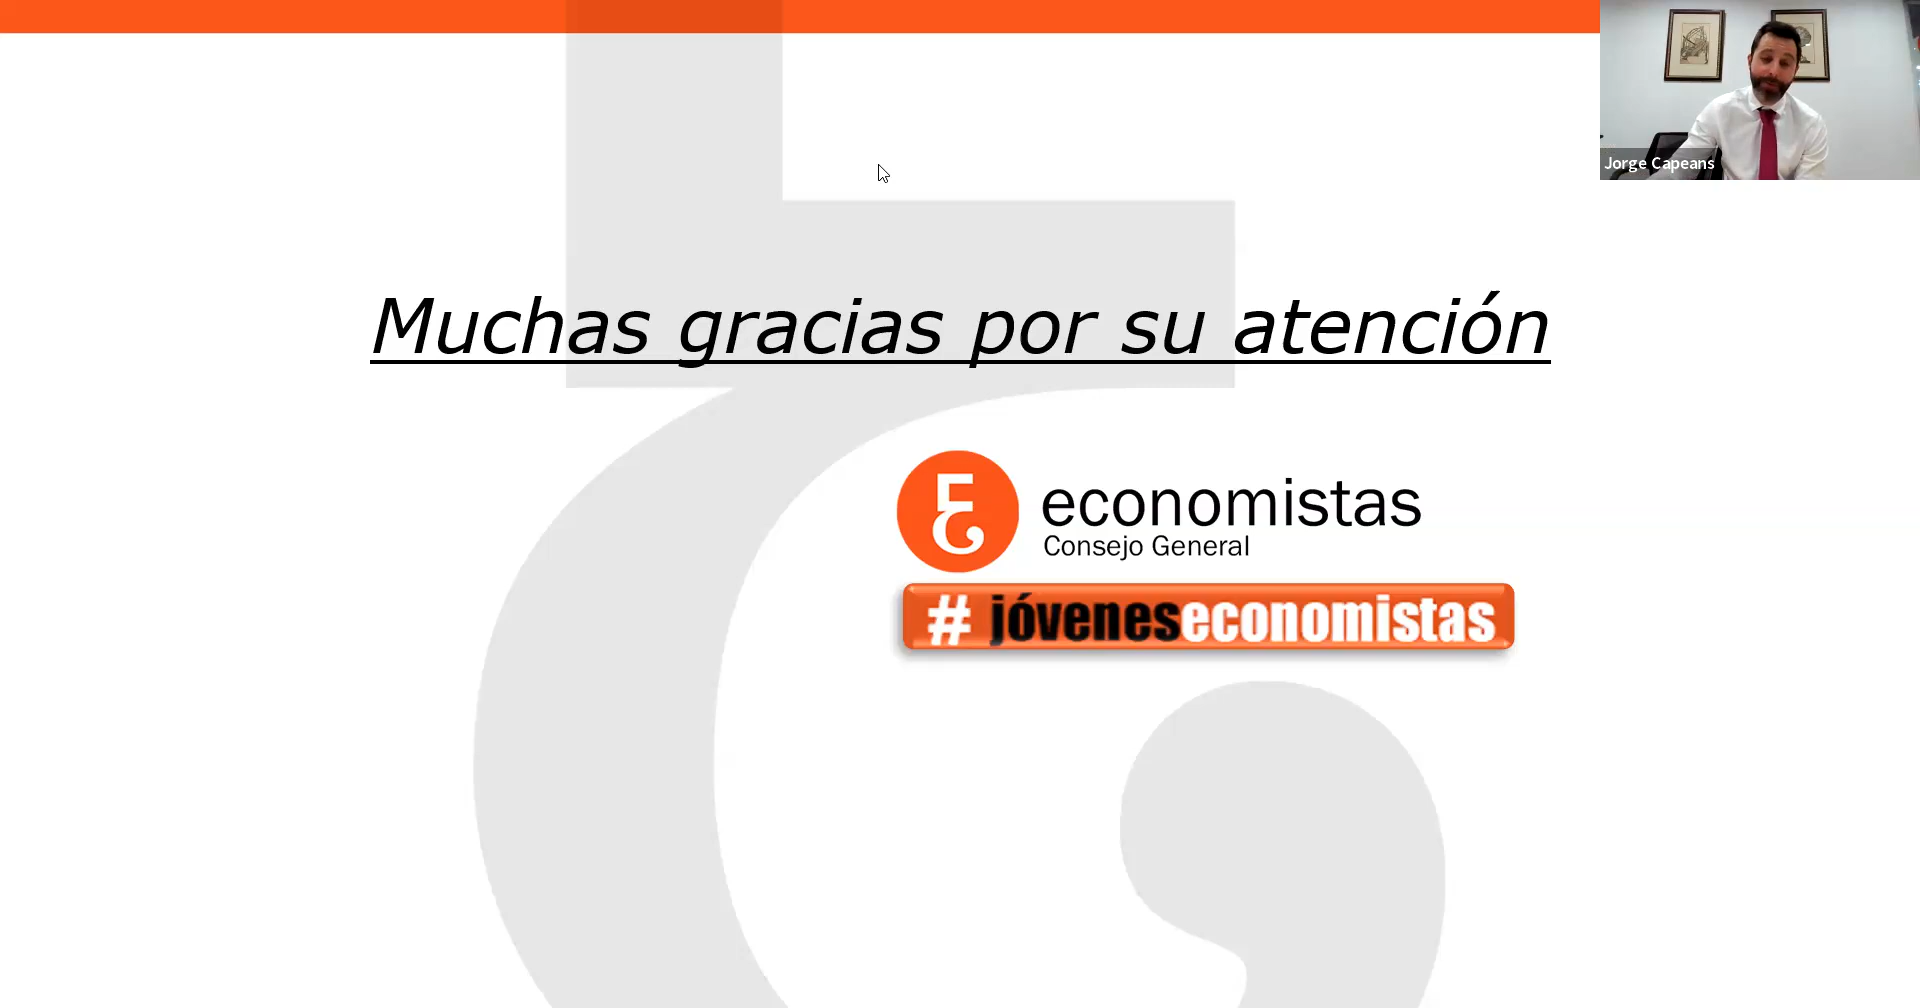 Jorge Capeans
Muchas gracias por su atención
economistas
Consejo General
# jóveneseconomistas